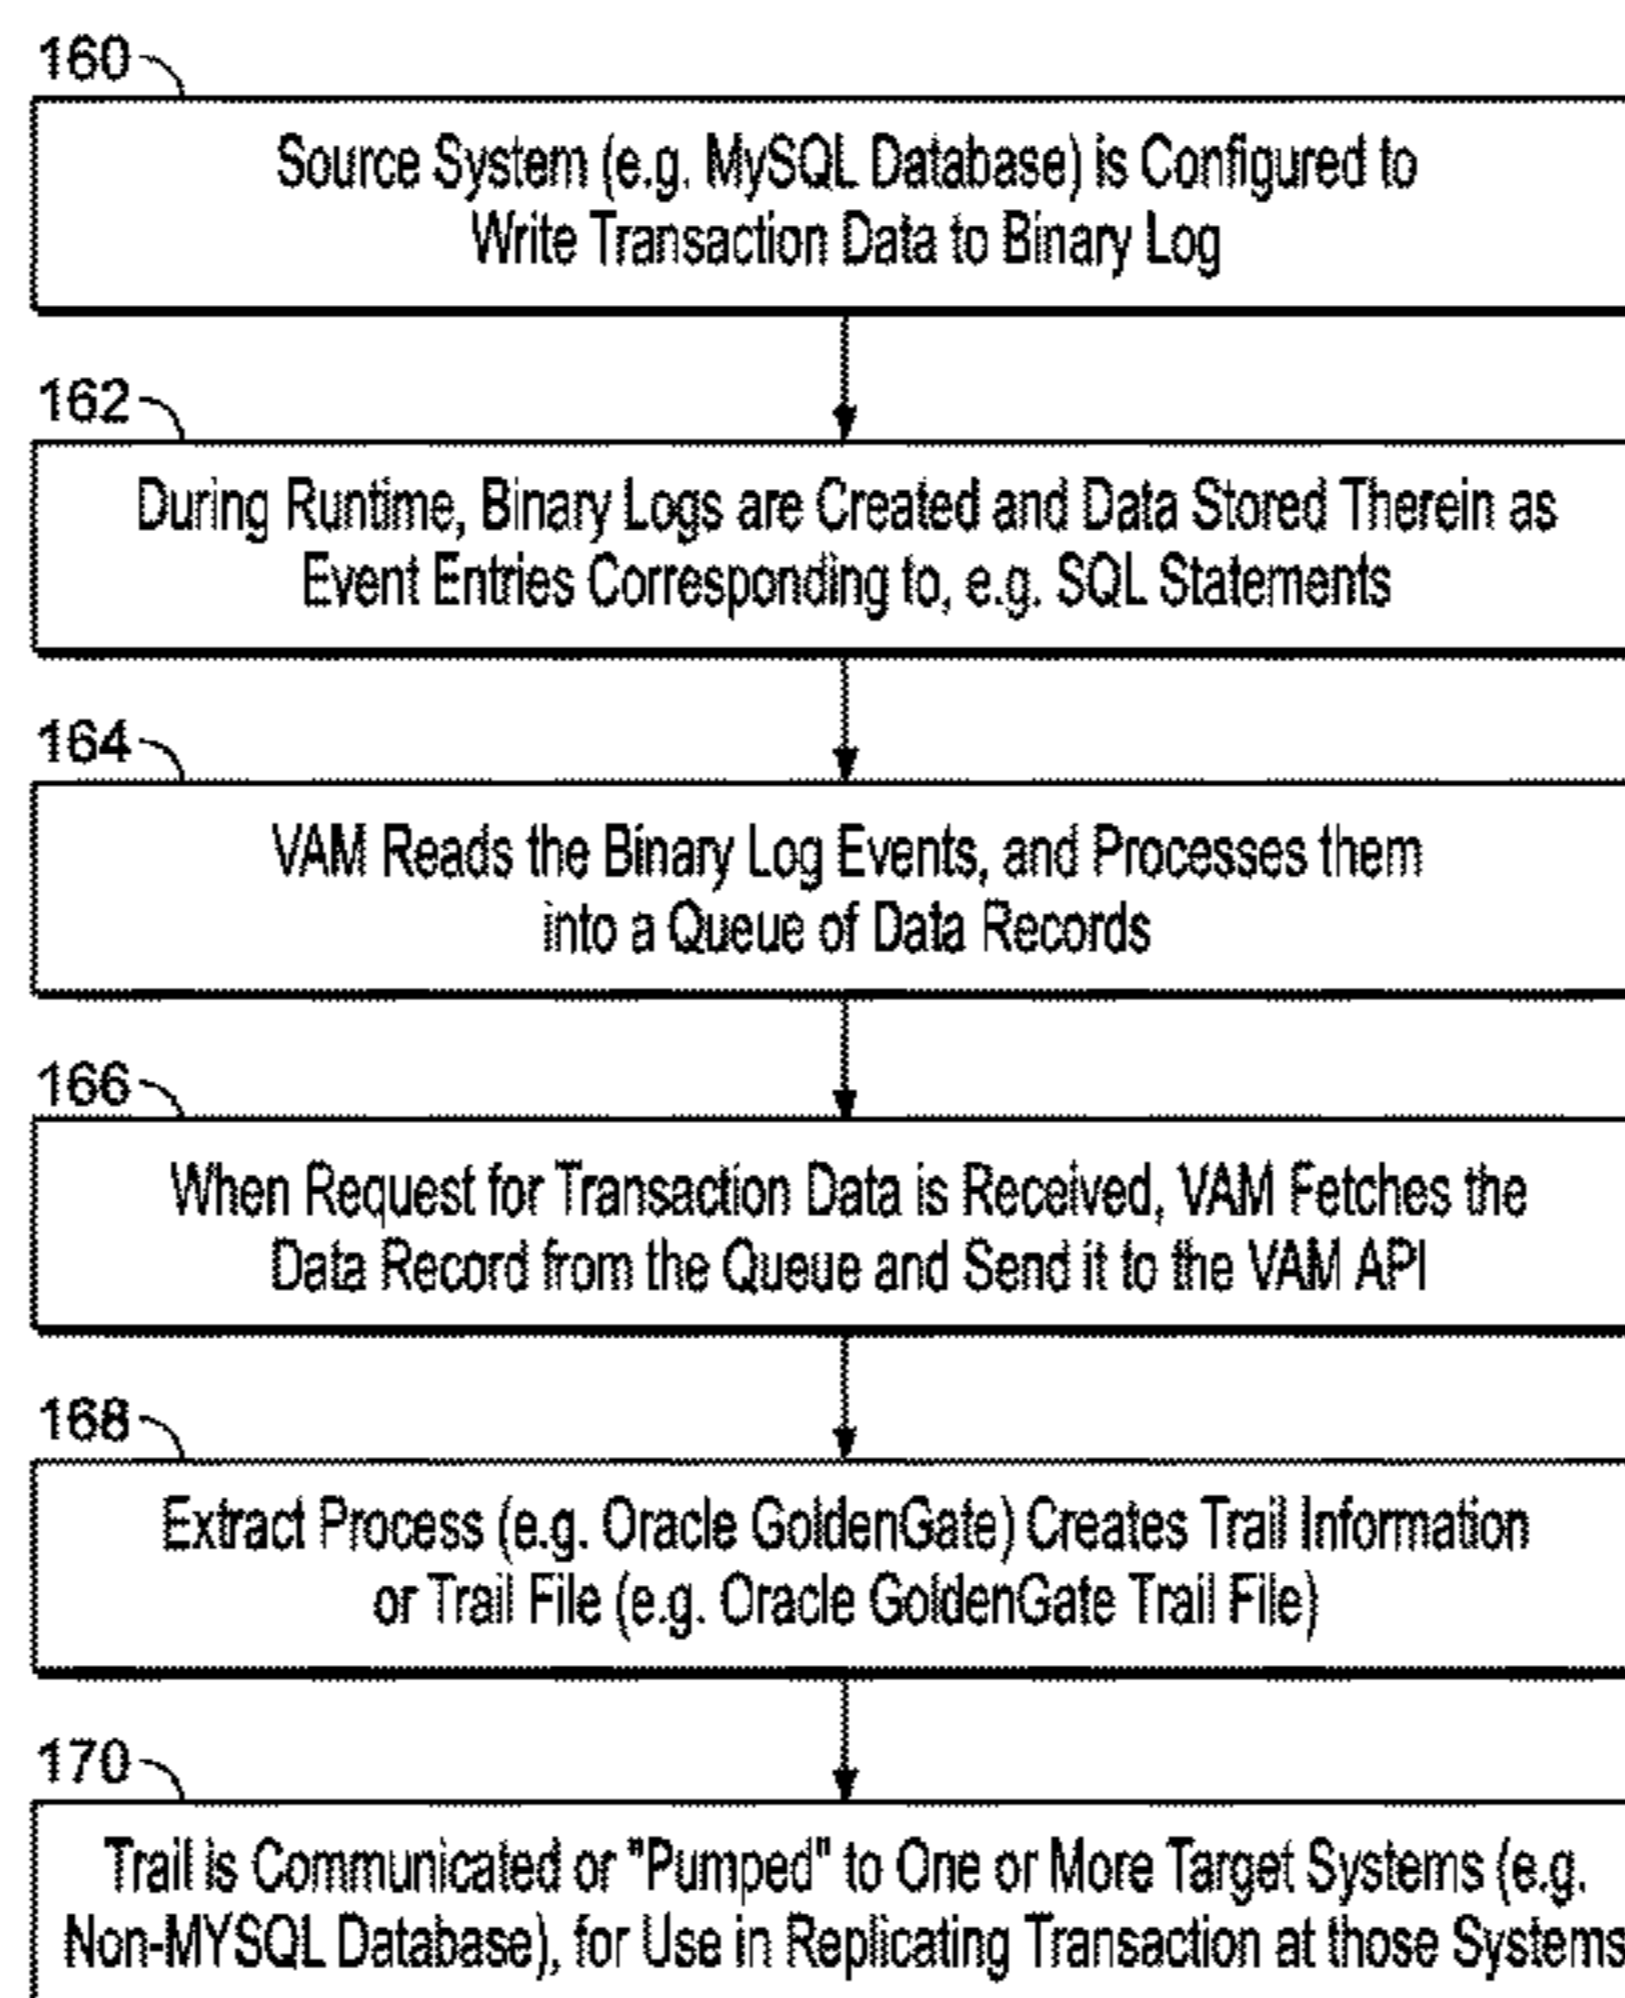 160
Source System (e.g. MySQL Database) is Configured to
Write Transaction Data to Binary Log
162
During Runtime, Binary Logs are Created and Data Stored Therein as
Event Entries Corresponding to, e.g. SQL Statements
164
VAM Reads the Binary Log Events, and Processes them
into a Queue of Data Records
166
When Request for Transaction Data is Received, VAM Fetches the
Data Record from the Queue and Send it to the VAM API
168
Extract Process (e.g. Oracle GoldenGate) Creates Trail Information
or Trail File (e.g. Oracle GoldenGate Trail File)
170
Trail is Communicated or "Pumped" to One or More Target Systems (e.g.
Non-MYSQL Database), for Use in Replicating Transaction at those Systems